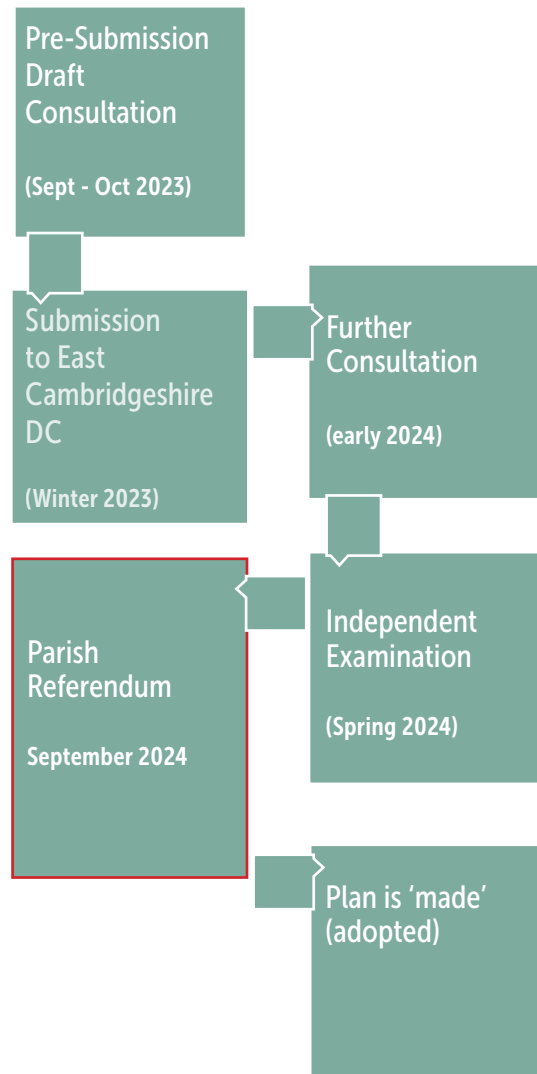 Pre-Submission
Draft
Consultation
(Sept - Oct 2023)
Submission
to East
Cambridgeshire
DC
(Winter 2023)
Further
Consultation
(early 2024)
Independent
Examination
(Spring 2024)
Parish
Referendum
September 2024
Plan is ‘made’
(adopted)